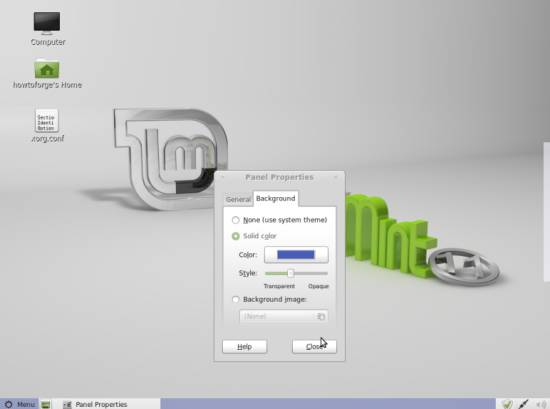 Computer
howtoforge's Home
Sectio
Identi
Option
xorg.conf
lm
Mint
11
Panel Properties
General
Background
None (use system theme)
Solid color
Color:
Style:
Transparent Opaque
Background image:
(None)
Help
Close
Menu
Panel Properties